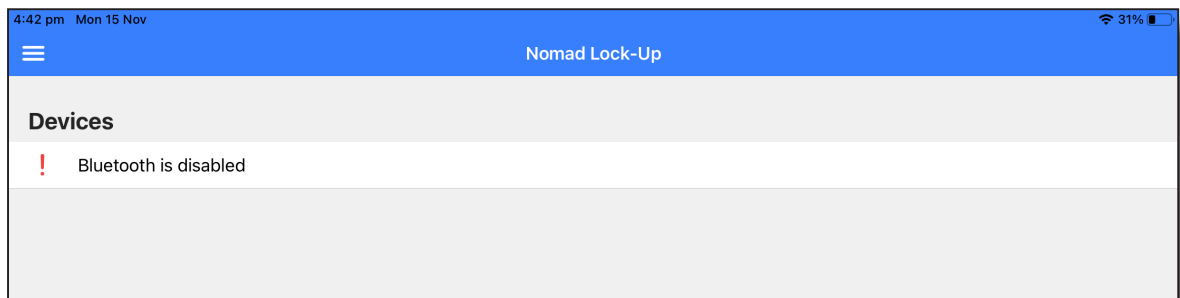 4:42 pm Mon 15 Nov 31%
Nomad Lock-Up
Devices
Bluetooth is disabled